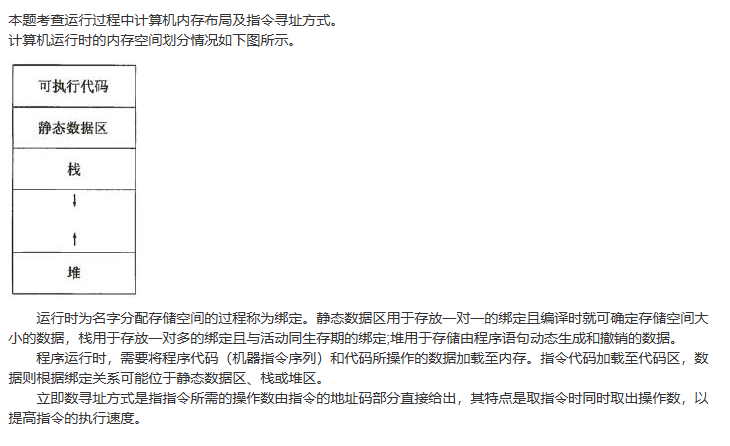 本题考查运行过程中计算机内存布局及指令寻址方式。
计算机运行时的内存空间划分情况如下图所示。
可执行代码
静态数据区
栈
堆
运行时为名字分配存储空间的过程称为绑定。静态数据区用于存放一对一的绑定且编译时就可确定存储空间大
小的数据，栈用于存放一对多的绑定且与活动同生存期的绑定;堆用于存储由程序语句动态生成和撤销的数据。
程序运行时，需要将程序代码（机器指令序列）和代码所操作的数据加载至内存。指令代码加载至代码区，数
据则根据绑定关系可能位于静态数据区、栈或堆区。
立即数寻址方式是指指令所需的操作数由指令的地址码部分直接给出，其特点是取指令时同时取出操作数，以
提高指令的执行速度。